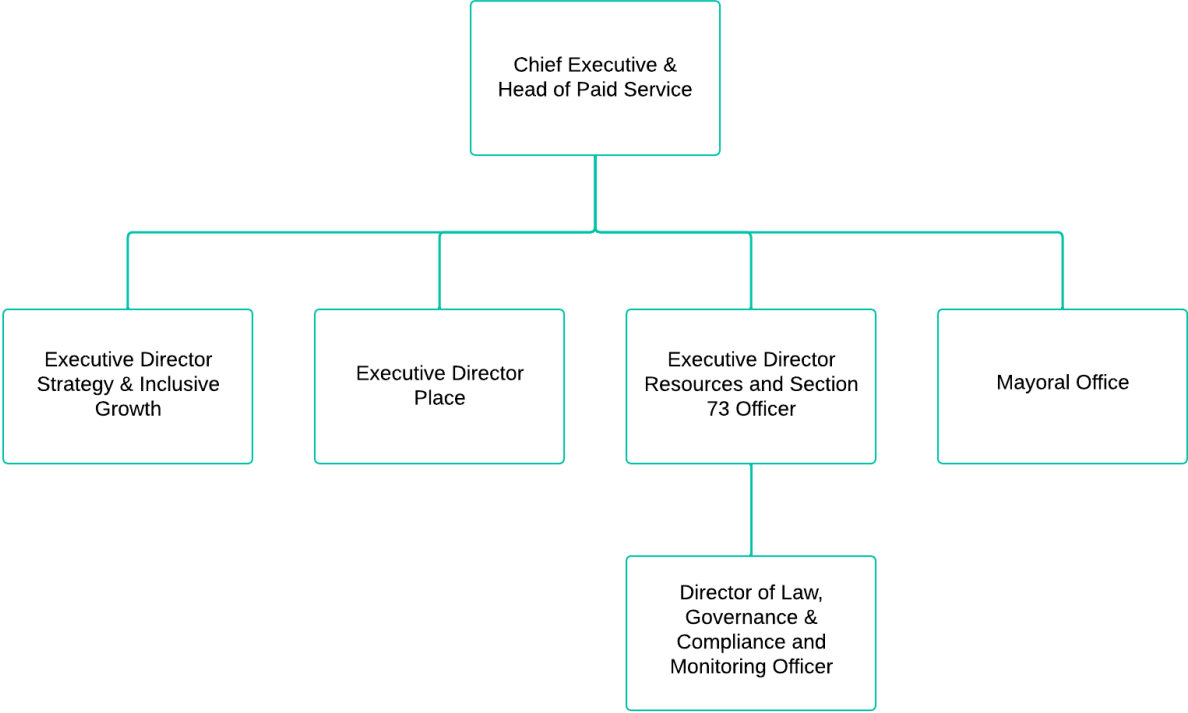 Chief Executive &
Head of Paid Service
Executive Director
Strategy & Inclusive
Growth
Executive Director
Place
Executive Director
Resources and Section
73 Officer
Mayoral Office
Director of Law,
Governance &
Compliance and
Monitoring Officer